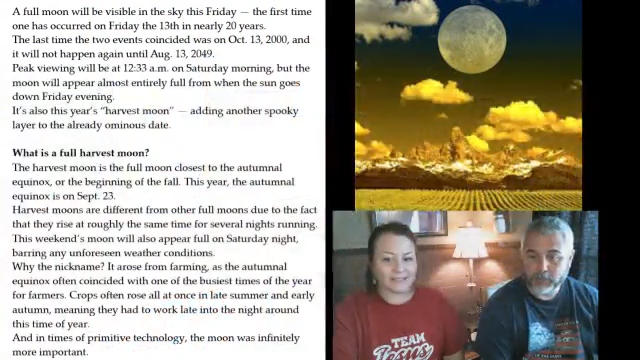 A full moon will be visible in the sky this Friday — the first time
one has occurred on Friday the 13th in nearly 20 years.
The last time the two events coincided was on Oct. 13, 2000, and
it will not happen again until Aug. 13, 2049.
Peak viewing will be at 12:33 a.m. on Saturday morning, but the
moon will appear almost entirely full from when the sun goes
down Friday evening.
It's also this year's "harvest moon" — adding another spooky
layer to the already ominous date.
What is a full harvest moon?
The harvest moon is the full moon closest to the autumnal
equinox, or the beginning of the fall. This year, the autumnal
equinox is on Sept. 23.
Harvest moons are different from other full moons due to the fact
that they rise at roughly the same time for several nights running.
This weekend's moon will also appear full on Saturday night,
barring any unforeseen weather conditions.
Why the nickname? It arose from farming, as the autumnal
equinox often coincided with one of the busiest times of the year
for farmers. Crops often rose all at once in late summer and early
autumn, meaning they had to work late into the night around
this time of year.
And in times of primitive technology, the moon was infinitely
more important.
TEAM
Jesus